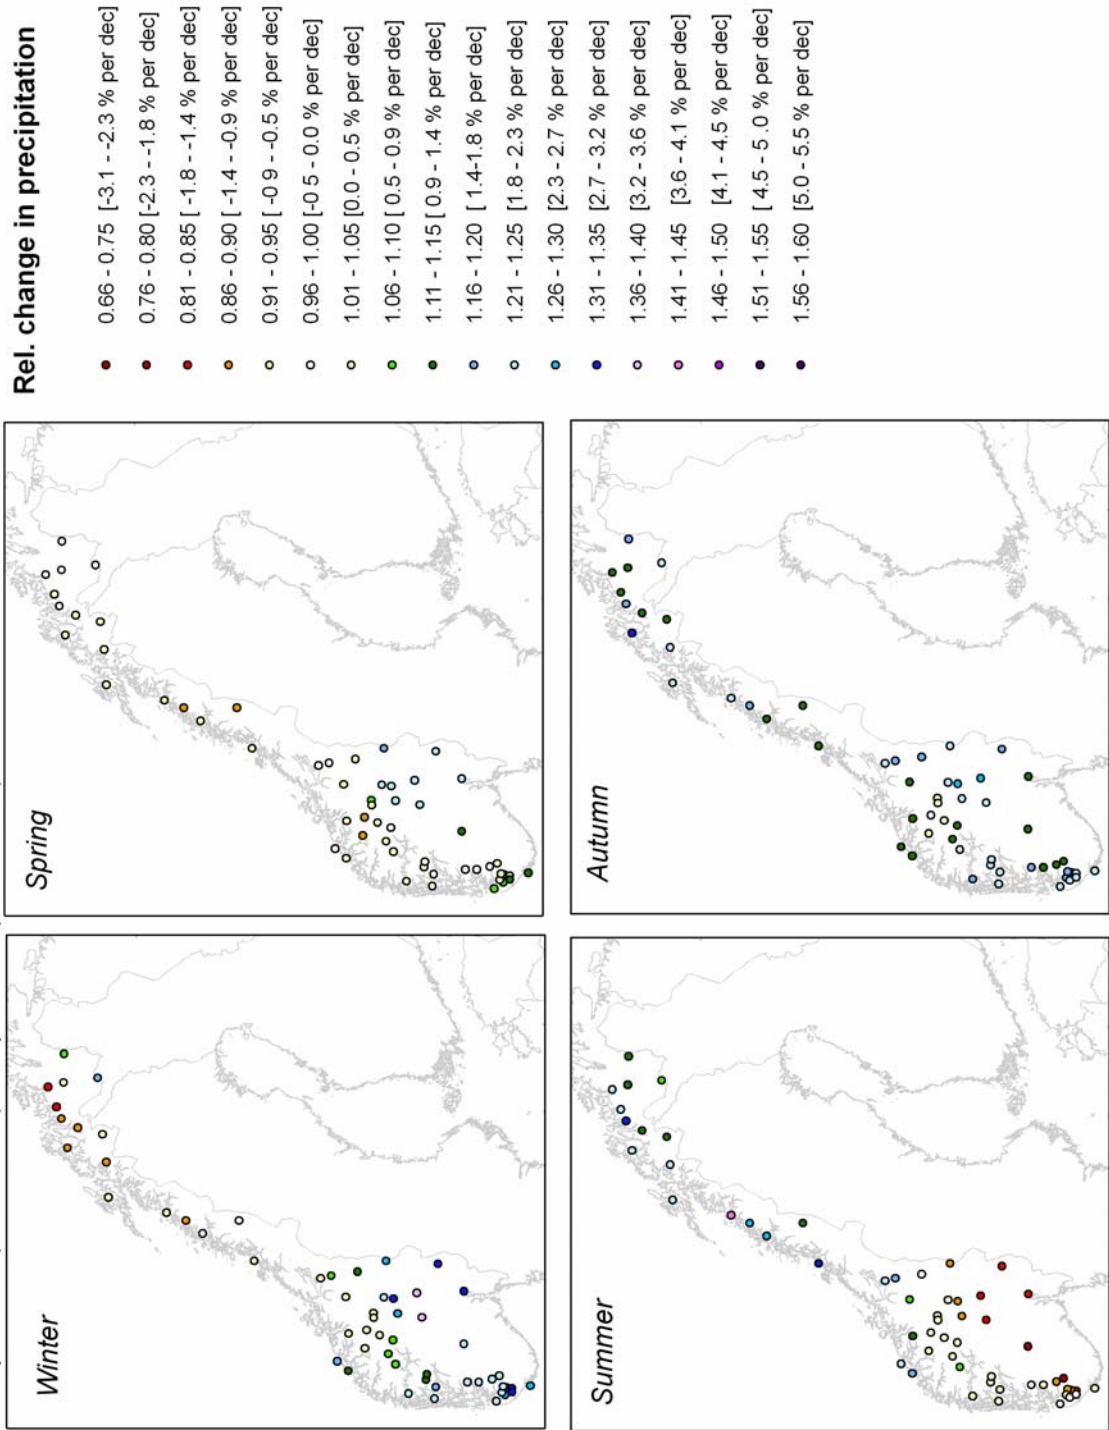 Rel. change in precipitation
0.66 - 0.75 [-3.1 - -2.3 % per dec]
0.76 - 0.80 [-2.3 - -1.8 % per dec]
0.81 - 0.85 [ -1.8 - -1.4 % per dec]
0.86 - 0.90 [ -1.4 - -0.9 % per dec]
0.91 - 0.95 [ -0.9 - -0.5 % per dec]
0.96 - 1.00 [-0 5 - 0.0 % per dec]
1.01 - 1.05 [0.0 - 0.5 % per dec]
1.06 - 1.10 [ 0.5 - 0.9 % per dec]
1.11 - 1.15 [ 0.9 - 1.4 % per dec]
1.16 - 1.20 [ 1.4-1.8 % per dec]
1.21 - 1.25 [1.8 - 2.3 % per dec]
1.26 - 1.30 [2.3 - 2.7 % per dec]
1.31 - 1.35 [2.7 - 3.2 % per dec]
1.36 - 1.40 [3.2 - 3.6 % per dec]
1.41 - 1.45 [3.6 - 4.1 % per dec]
1.46 - 1.50 [4.1 - 4.5 % per dec]
1.51 - 1.55 [ 4.5 - 5 .0 % per dec]
1.56 - 1.60 [5.0 - 5.5 % per dec]
Winter
Spring
Summer
Autumn